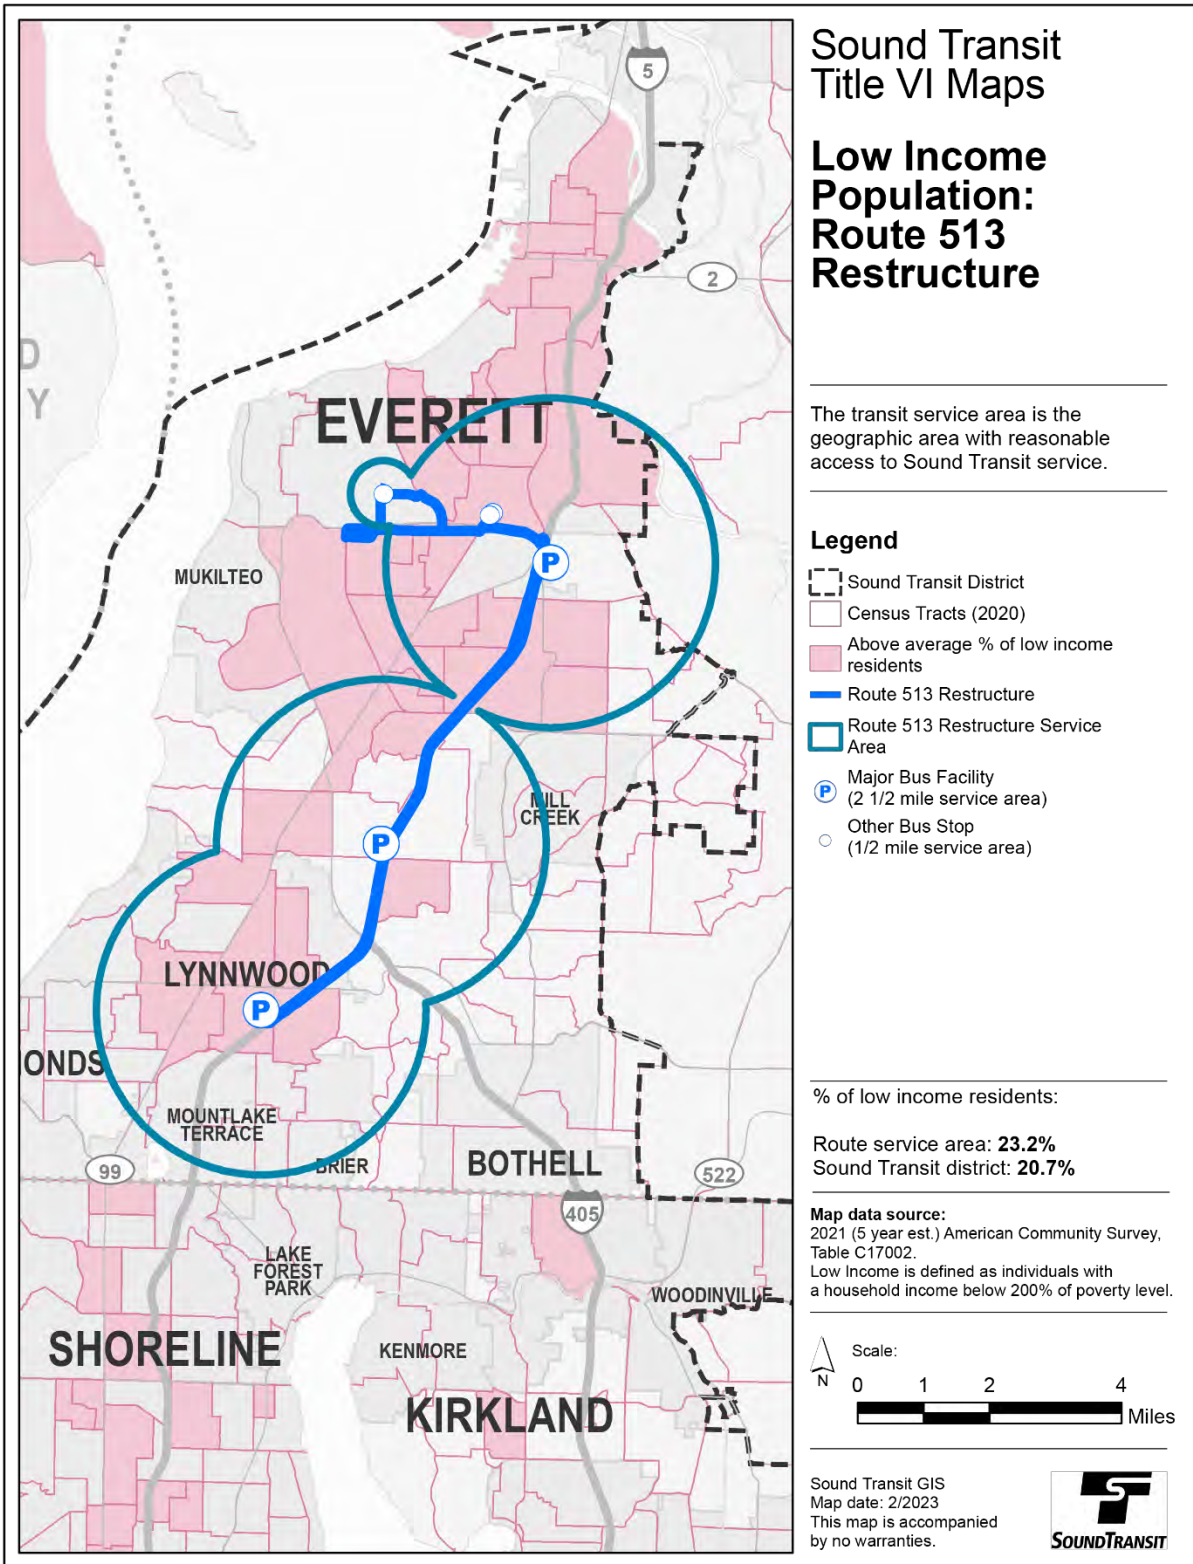 Sound Transit
Title VI Maps
Low Income
Population:
Route 513
Restructure
The transit service area is the
geographic area with reasonable
access to Sound Transit service.
Legend
Sound Transit District
Census Tracts (2020)
Above average % of low income
residents
Route 513 Restructure
Route 513 Restructure Service
Area
P
Major Bus Facility
(2 1/2 mile service area)
Other Bus Stop
(1/2 mile service area)
% of low income residents:
Route service area: 23.2%
Sound Transit district: 20.7%
Map data source:
2021 (5 year est.) American Community Survey,
Table C17002.
Low Income is defined as individuals with
a household income below 200% of poverty level.
N
Scale:
0 1 2 4
Miles
Sound Transit GIS
Map date: 2/2023
This map is accompanied
by no warranties.
SOUNDTRANSIT
5
2
D
Y
EVERETT
P
MUKILTEO
MILL
CREEK
P
LYNNWOOD
P
ONDS
MOUNTLAKE
TERRACE
BRIER
BOTHELL
99
522
405
LAKE
FOREST
PARK
WOODINVILLE
SHORELINE
KENMORE
KIRKLAND